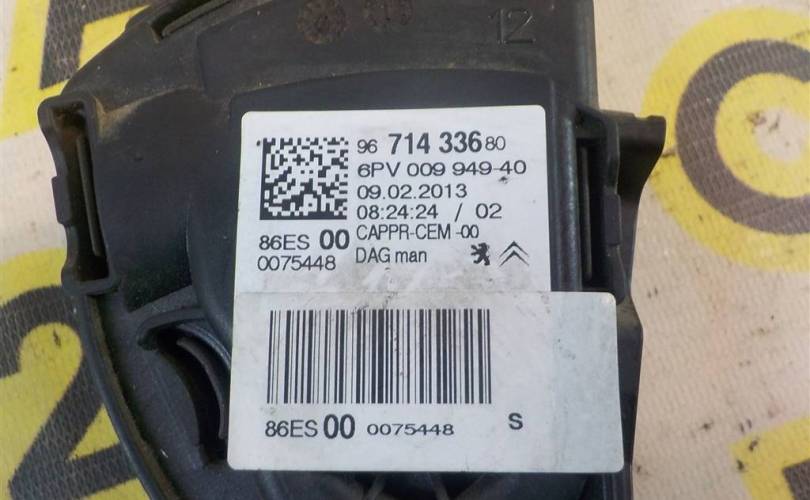 12
96 714 336 80
6PV 009 949-40
09.02.2013
08:24:24 / 02
86ES 00 CAPPR-CEM -00
0075448 DAG man
86ES 00 0075448 S